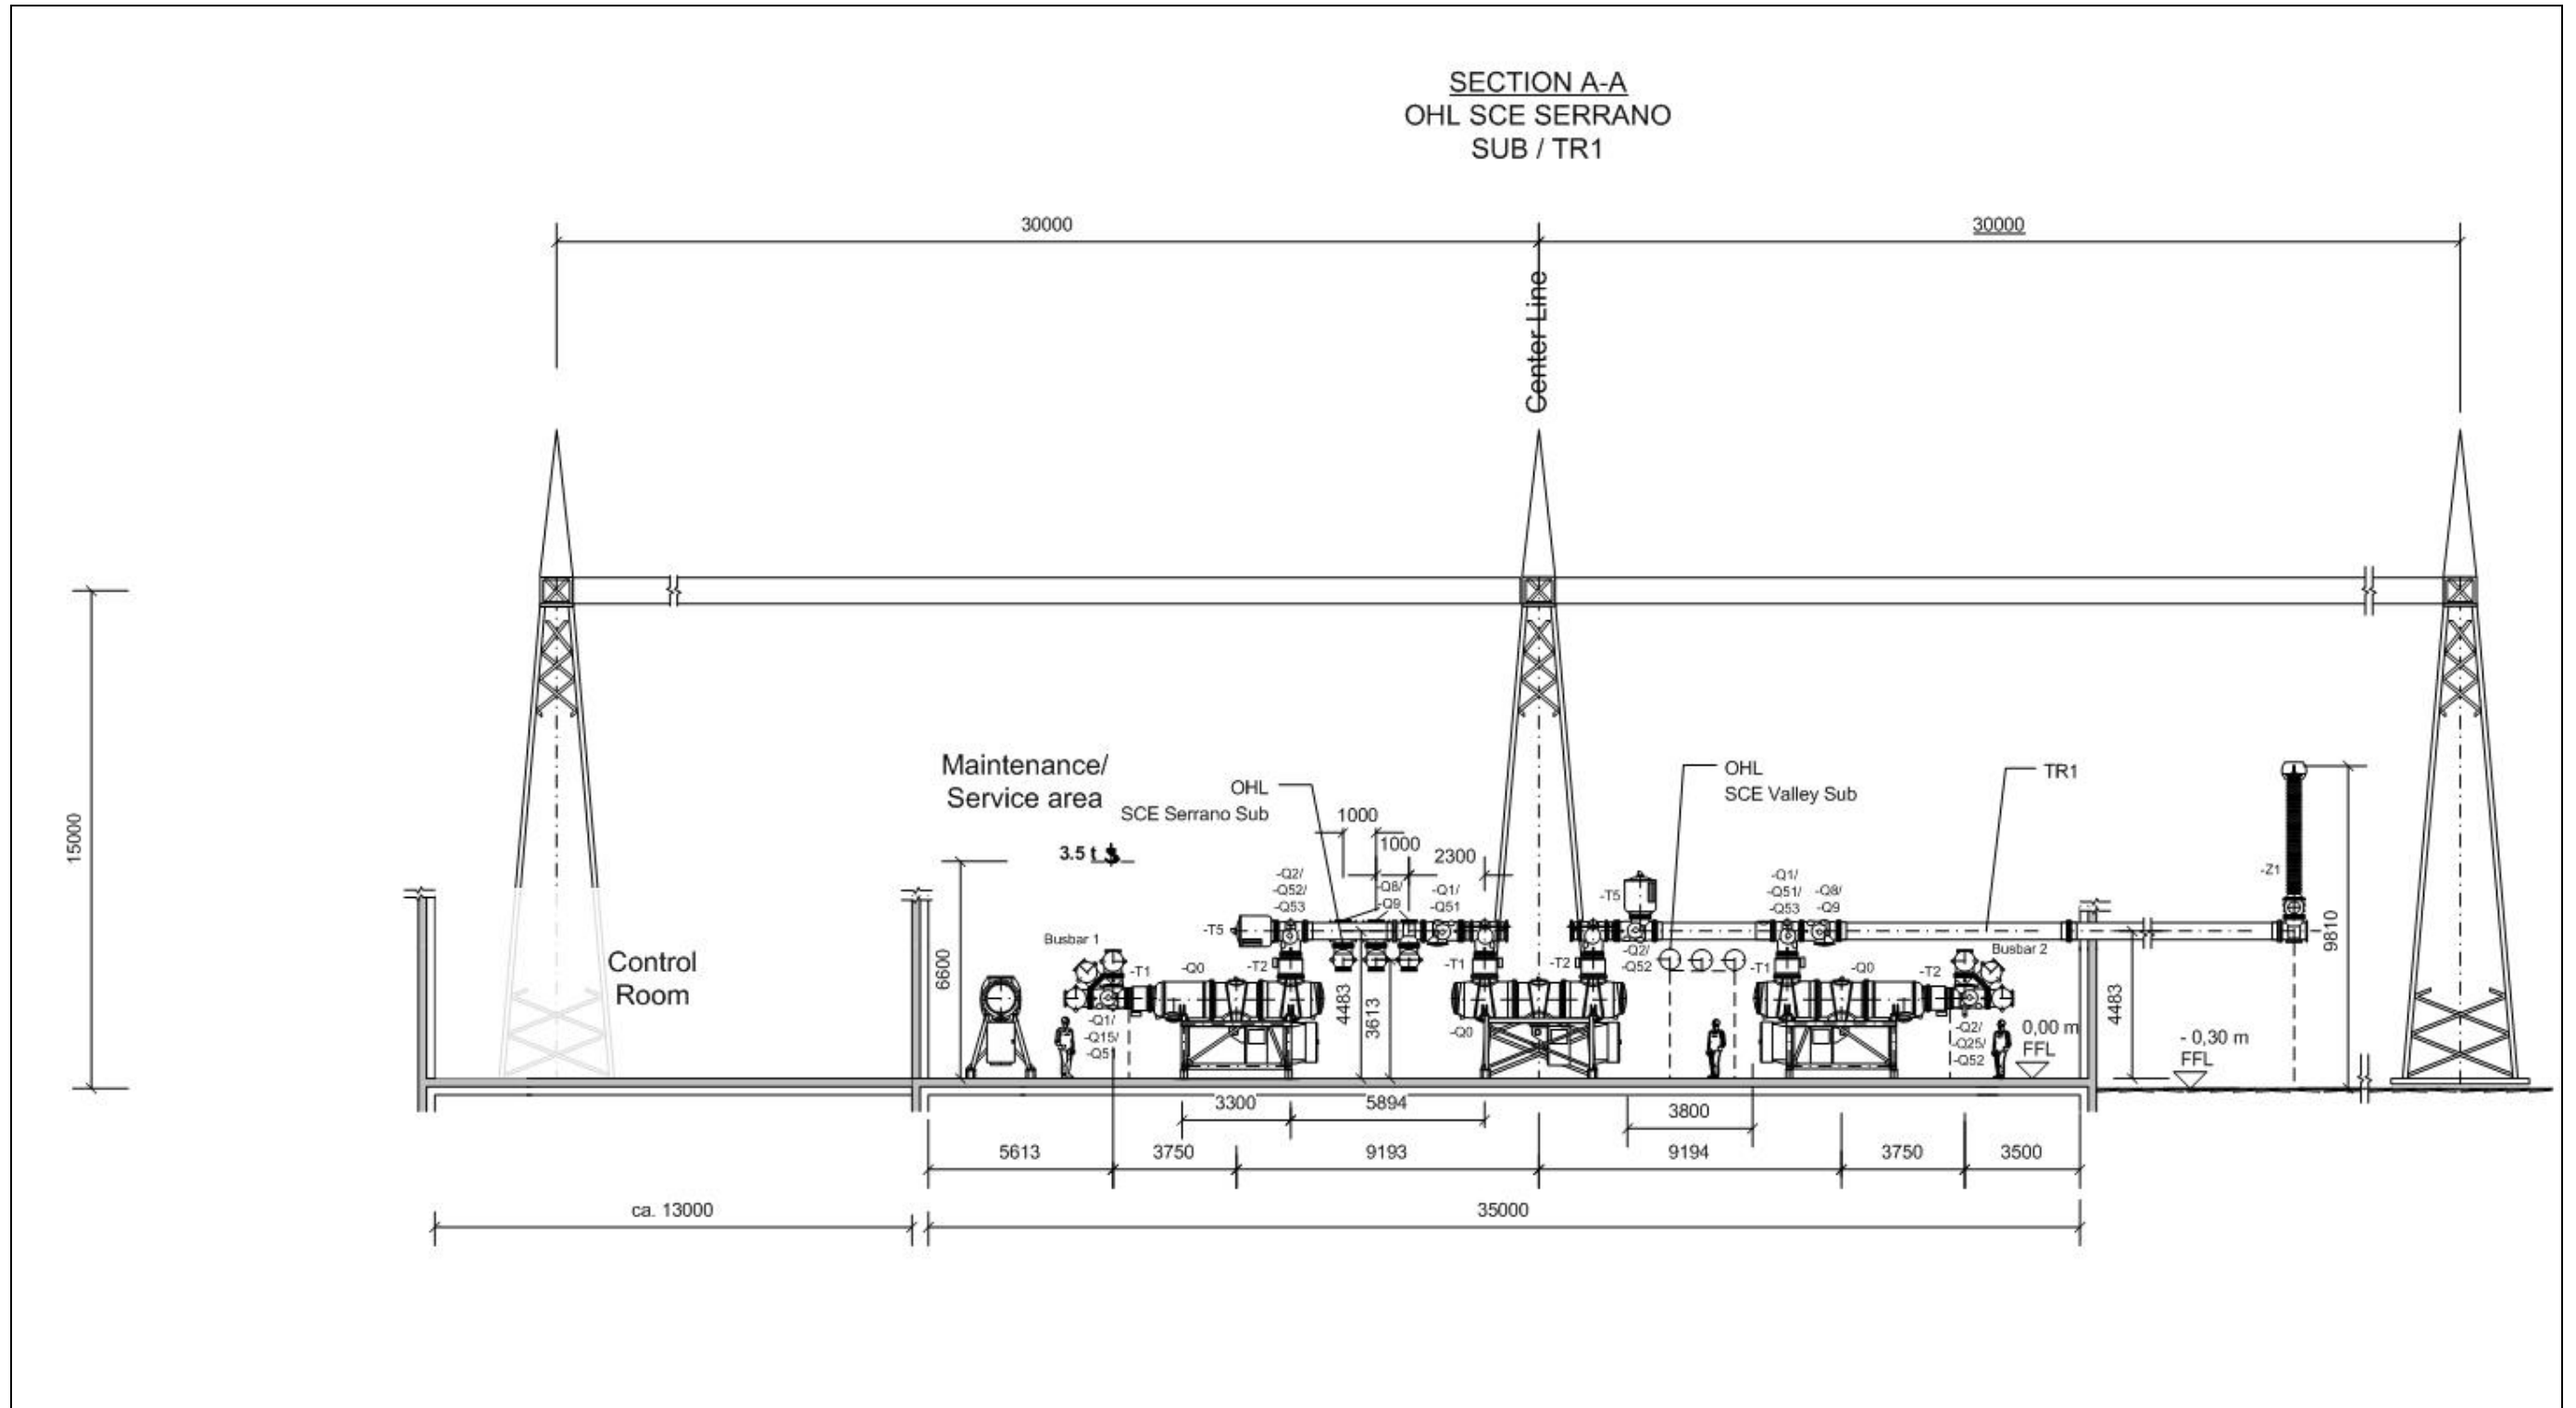 SECTION A-A
OHL SCE SERRANO
SUB / TR1
30000
30000
Center Line
15000
Maintenance/
Service area
3.5 t
OHL
SCE Serrano Sub
1000
1000
2300
OHL
SCE Valley Sub
TR1
-Z1
9810
6600
Control
Room
Busbar 1
-T5
-Q2/
-Q52/
-Q53
-Q8/
-Q9
-Q1/
-Q51
-T5
-Q2/
-Q52
-Q1/
-Q51/
-Q53
-Q8/
-Q9
Busbar 2
-T1
-Q0
-T2
-T1
-T2
-T1
-Q0
-T2
-Q1/
-Q15/
-Q51
4483
3613
-Q0
-Q2/
-Q25/
-Q52
0,00 m
FFL
4483
- 0,30 m
FFL
3300
5894
3800
5613
3750
9193
9194
3750
3500
ca. 13000
35000